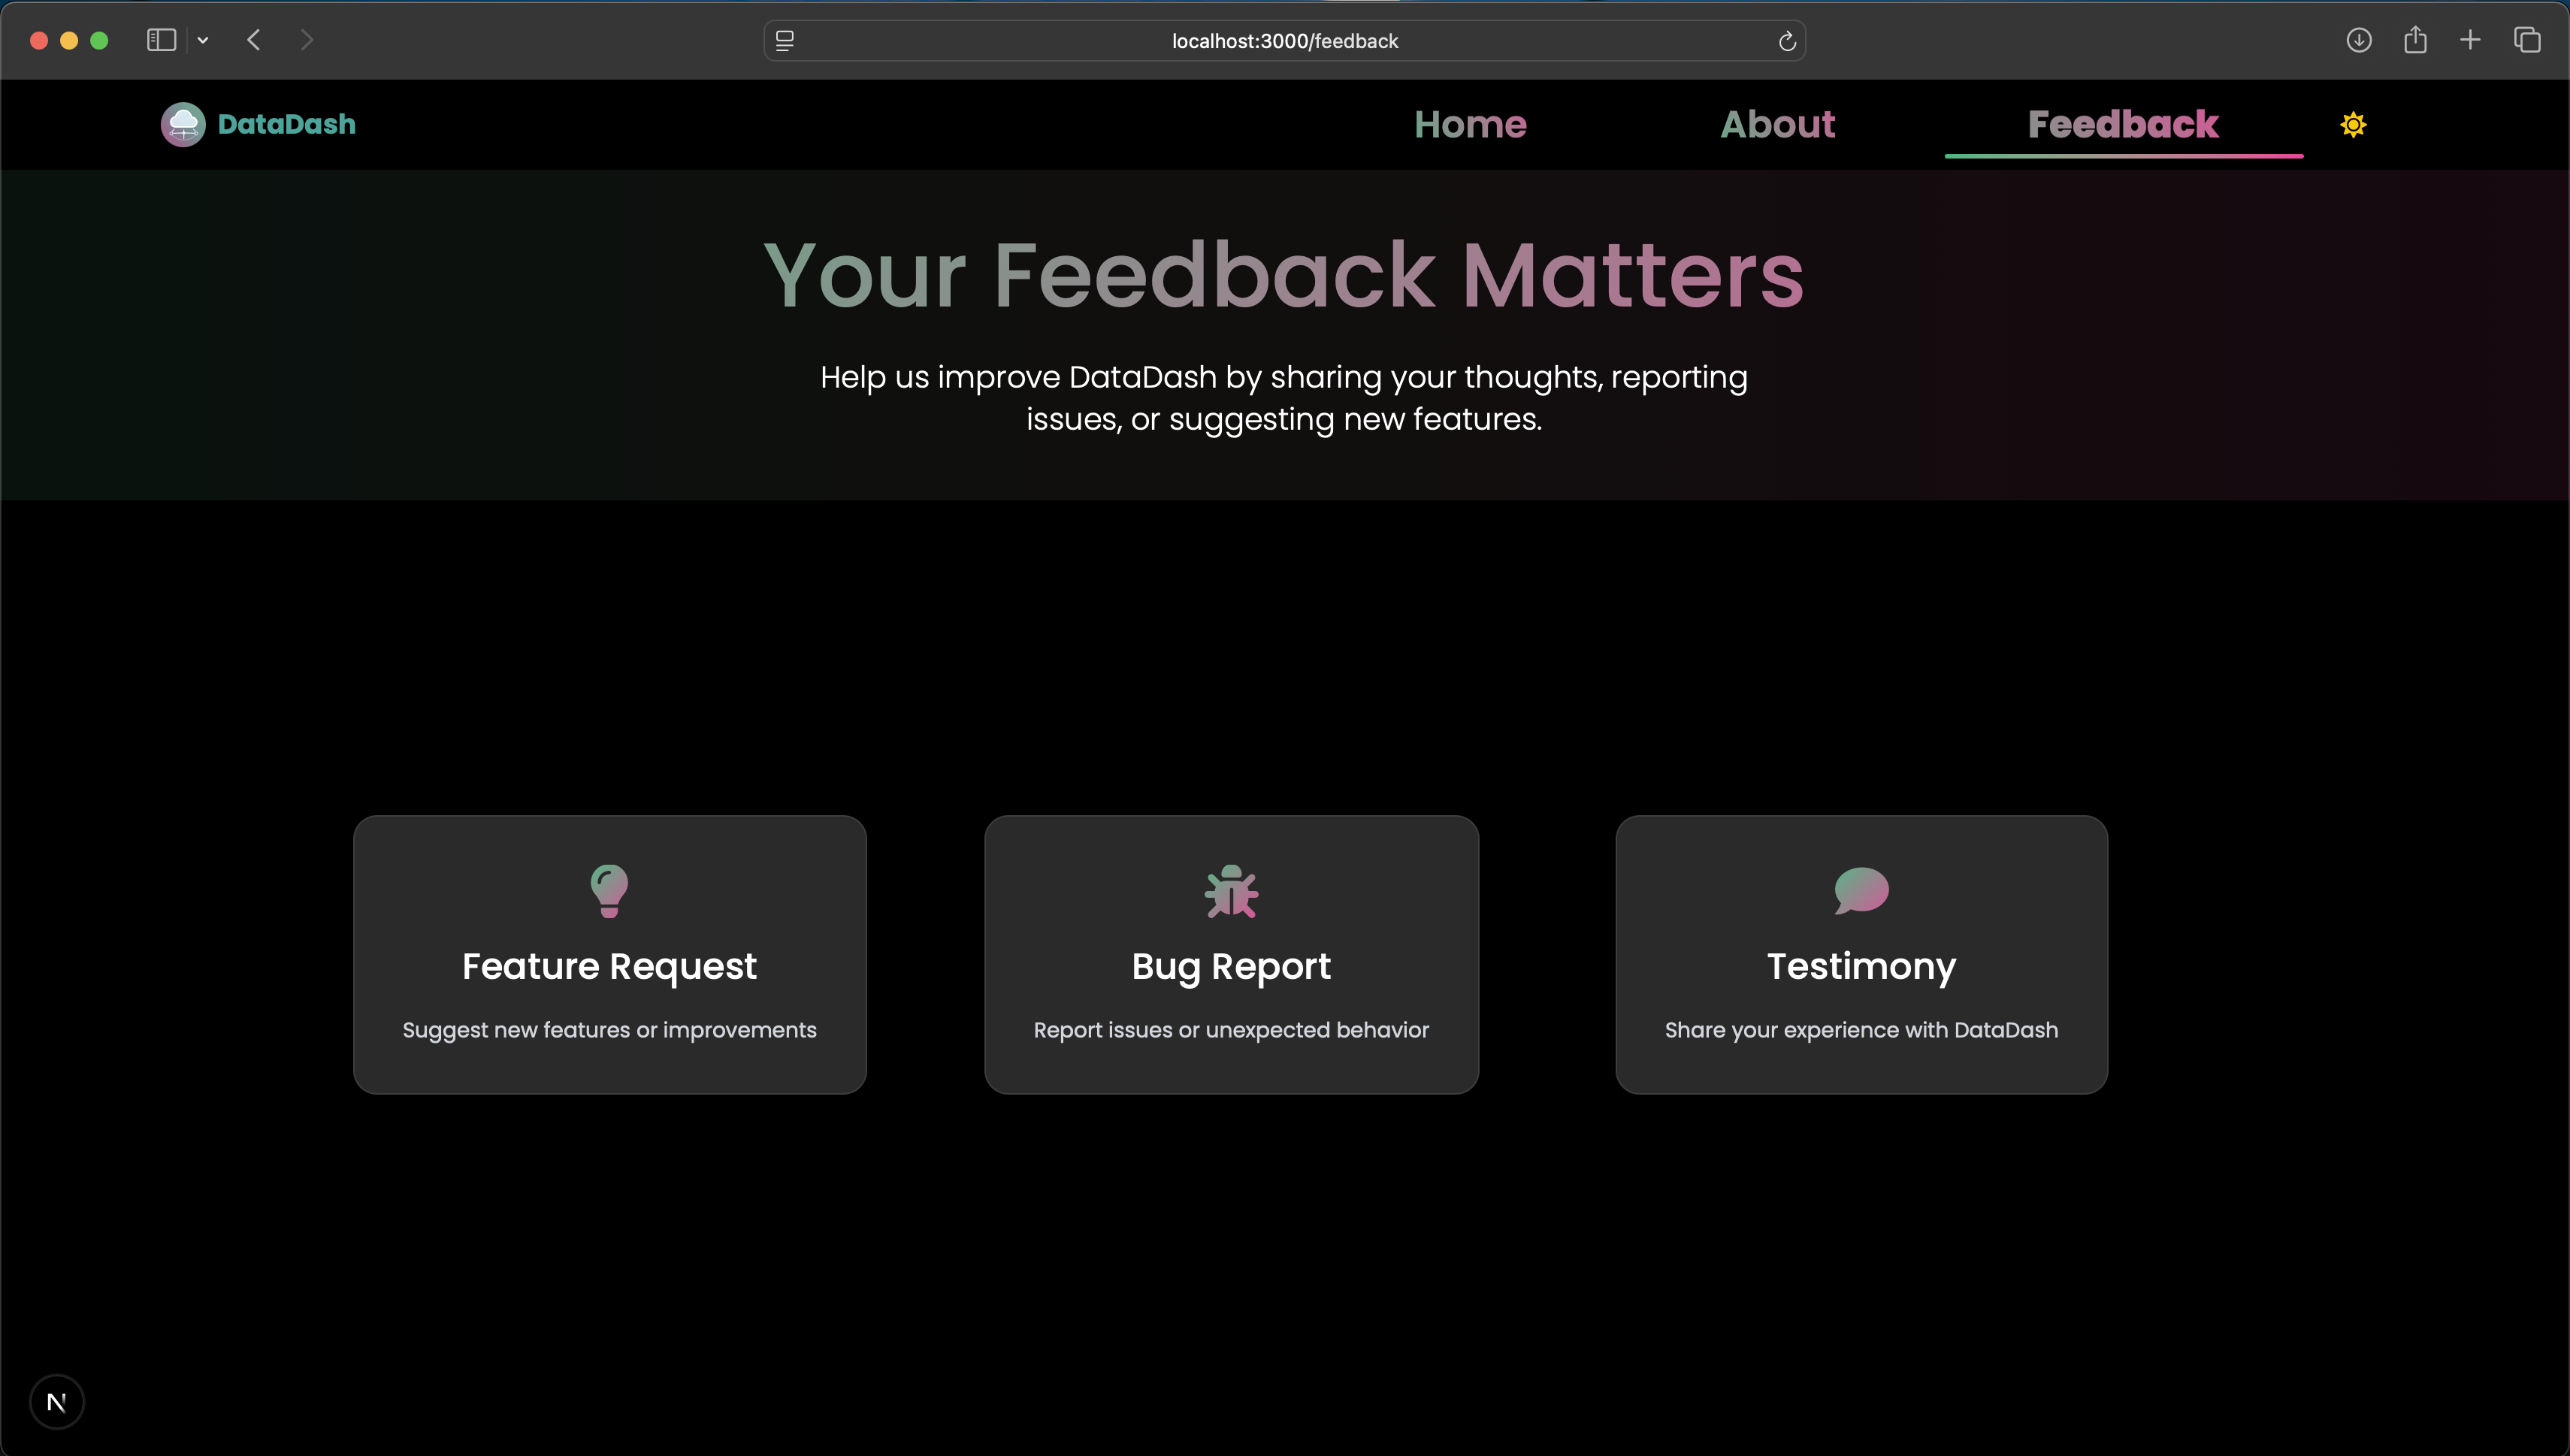 localhost:3000/feedback
DataDash
Home
About
Feedback
Your Feedback Matters
Help us improve DataDash by sharing your thoughts, reporting
issues, or suggesting new features.
Feature Request
Suggest new features or improvements
Bug Report
Report issues or unexpected behavior
Testimony
Share your experience with DataDash
N